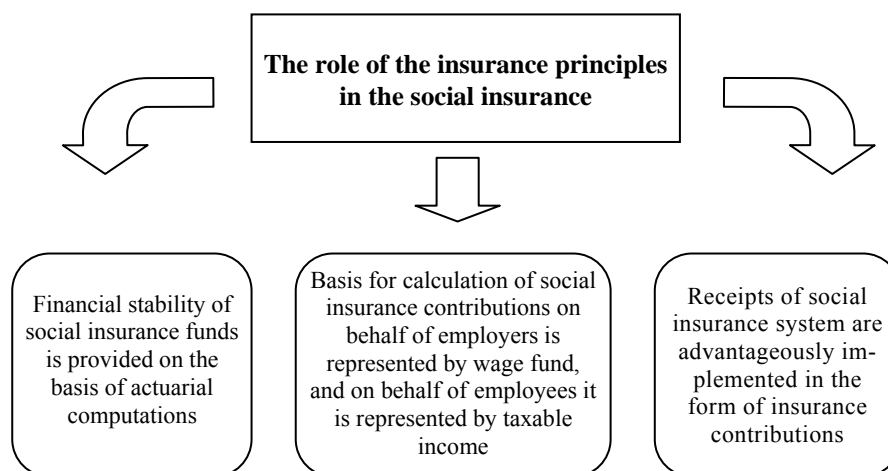 The role of the insurance principles
in the social insurance
Financial stability of
social insurance funds
is provided on the
basis of actuarial
computations
Basis for calculation of social
insurance contributions on
behalf of employers is
represented by wage fund,
and on behalf of employees it
is represented by taxable
income
Receipts of social
insurance system are
advantageously im-
plemented in the
form of insurance
contributions